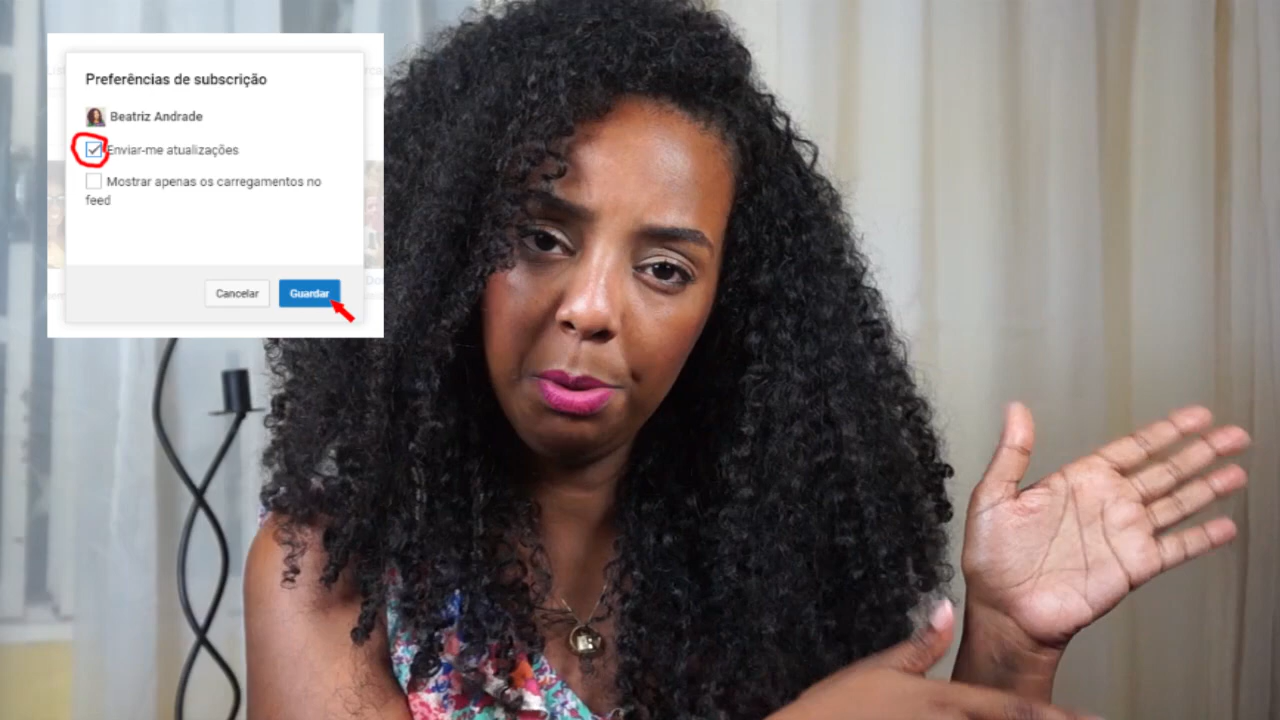 Preferências de subscrição
Beatriz Andrade
Enviar-me atualizações
Mostrar apenas os carregamentos no
feed
Cancelar
Guardar